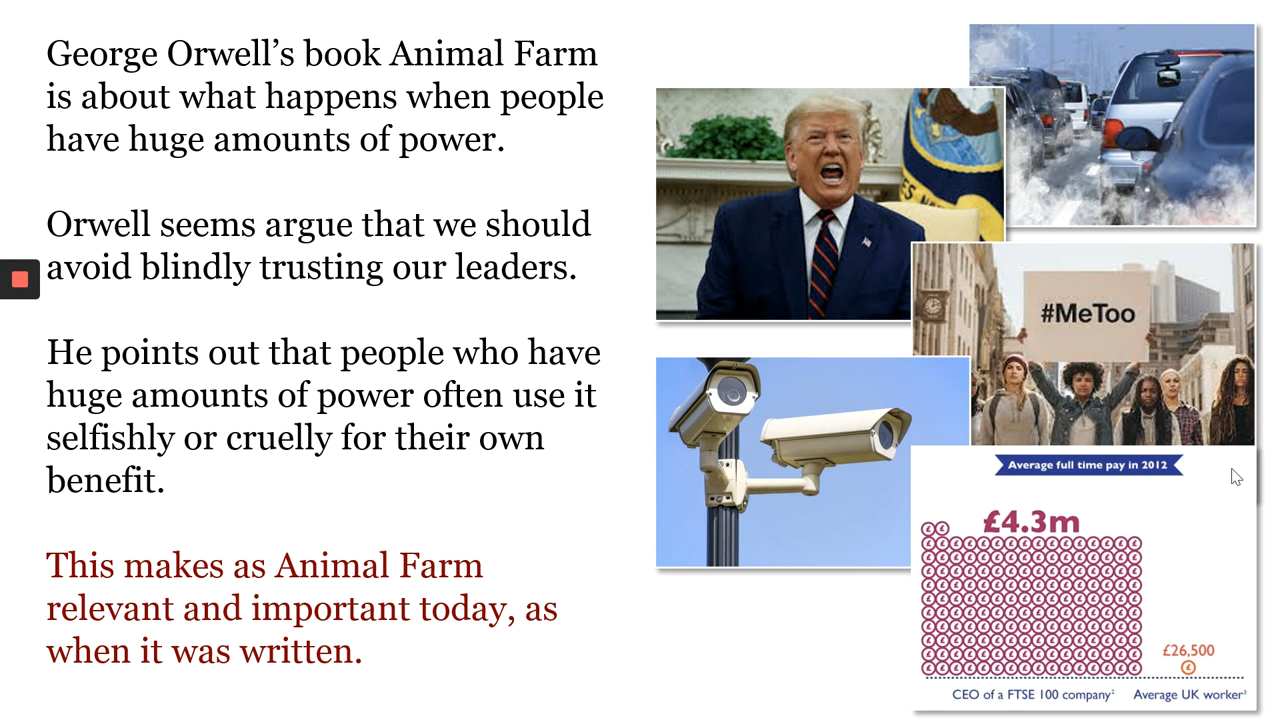 George Orwell’s book Animal Farm
is about what happens when people
have huge amounts of power.
Orwell seems argue that we should
avoid blindly trusting our leaders.
He points out that people who have
huge amounts of power often use it
selfishly or cruelly for their own
benefit.
This makes as Animal Farm
relevant and important today, as
when it was written.
#MeToo
Average full time pay in 2012
£4.3m
£26,500
CEO of a FTSE 100 company²
Average UK worker³